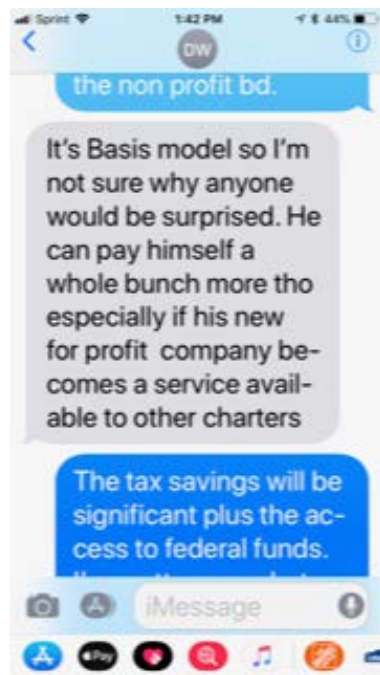 Sprint 1:42 PM 44%
DW
the non profit bd.
It's Basis model so I'm
not sure why anyone
would be surprised. He
can pay himself a
whole bunch more tho
especially if his new
for profit company be-
comes a service avail-
able to other charters
The tax savings will be
significant plus the ac-
cess to federal funds.
iMessage
Pay